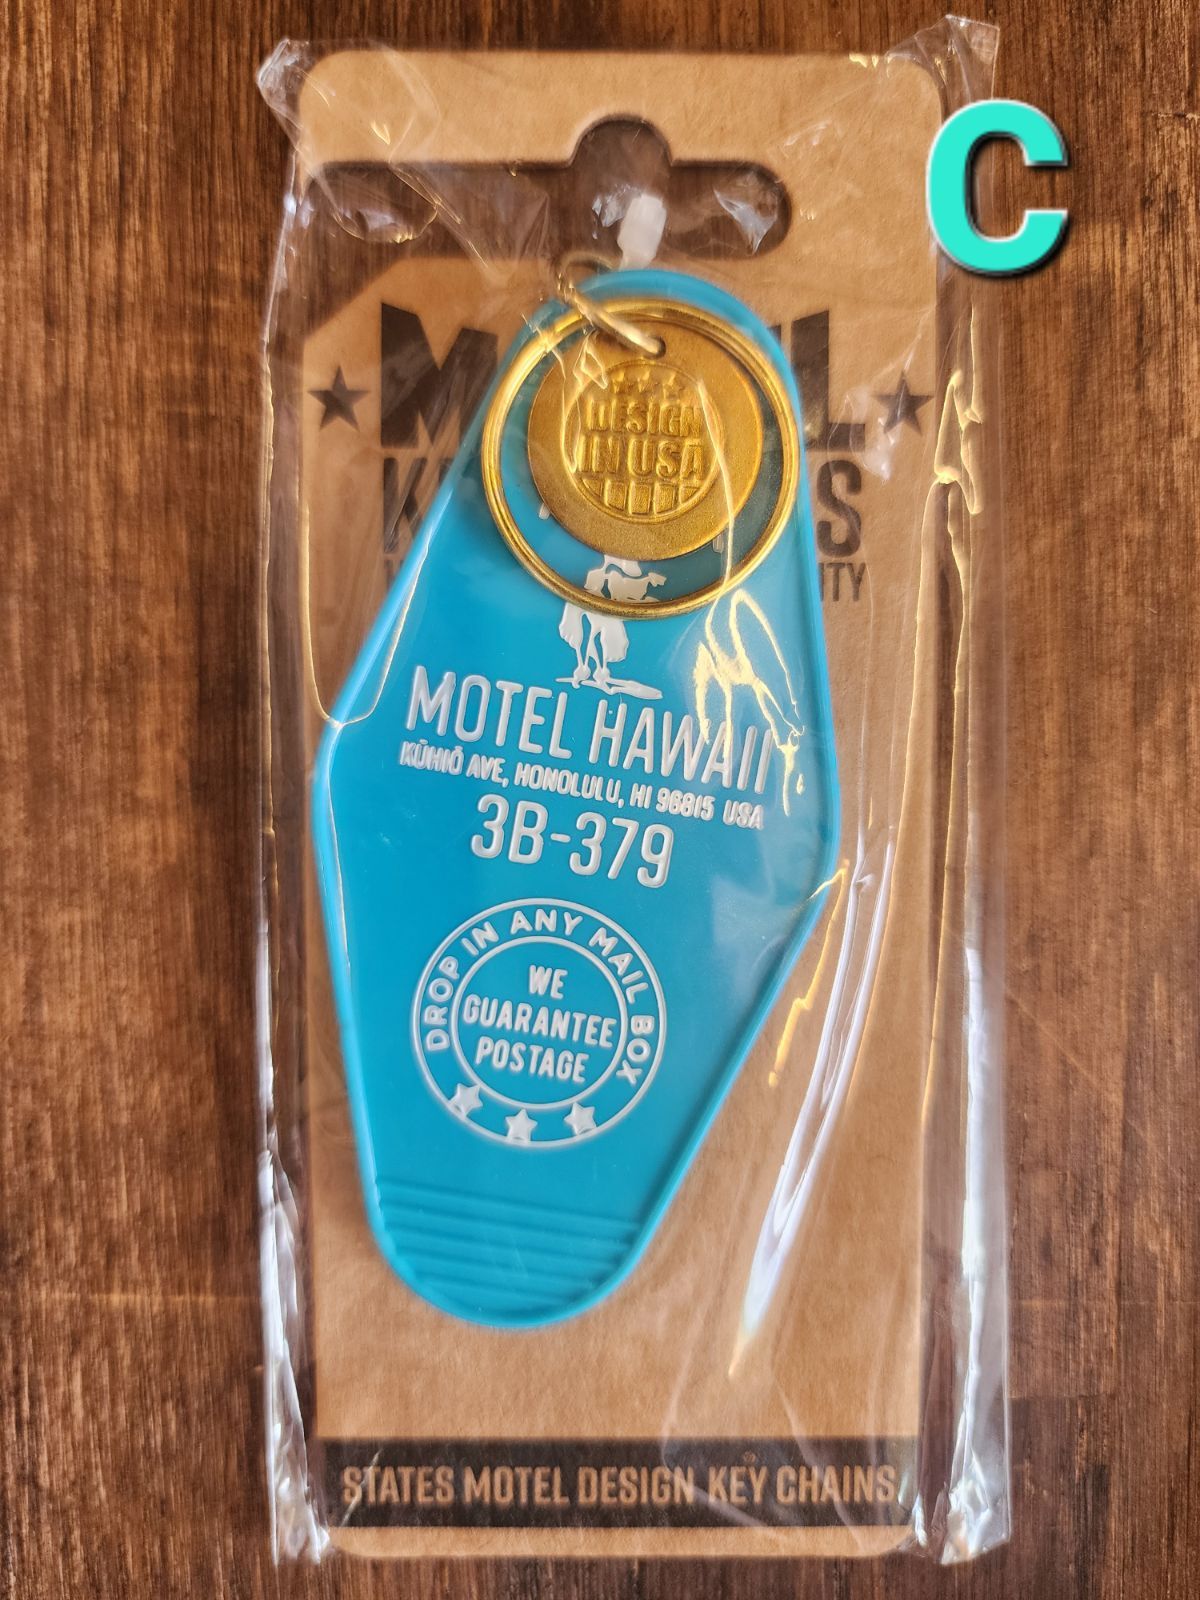 C
DESIGN
IN USA
MOTEL HAWAII
KŪHIŌ AVE, HONOLULU, HI 96815 USA
3B-379
DROP IN ANY MAIL BOX
WE
GUARANTEE
POSTAGE
STATES MOTEL DESIGN KEY CHAINS